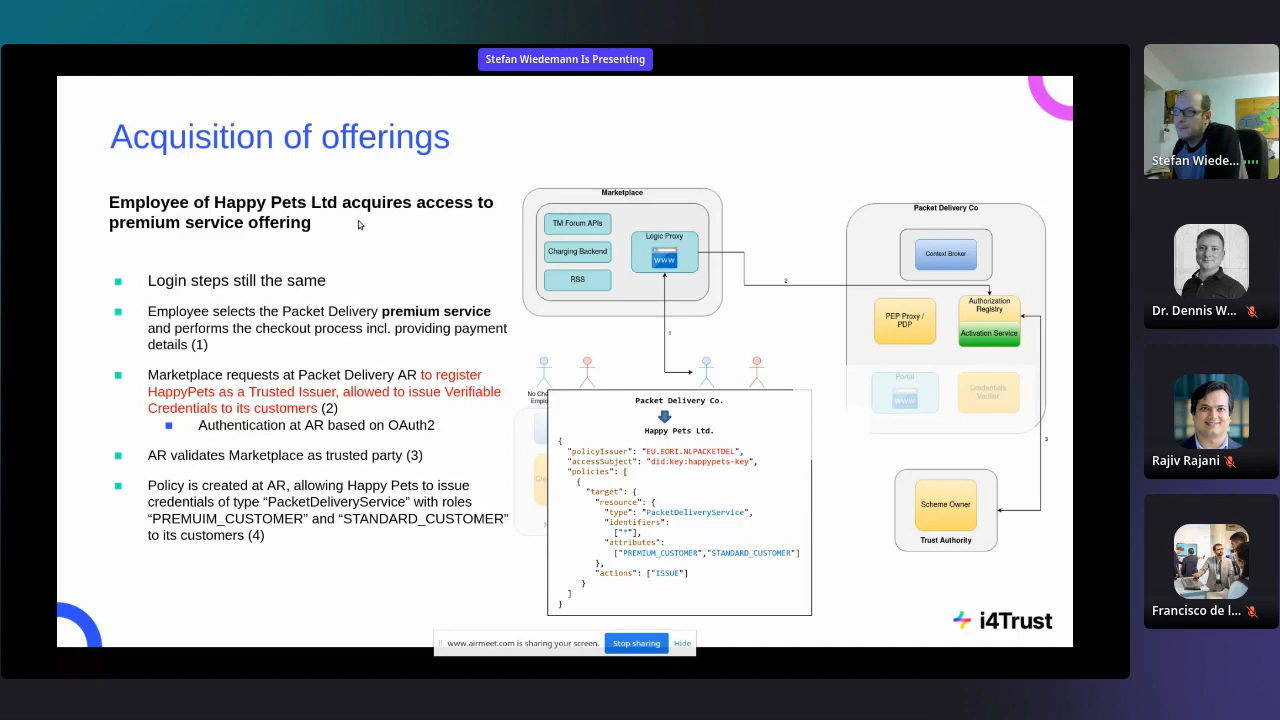 Stefan Wiedemann Is Presenting
Acquisition of offerings
Employee of Happy Pets Ltd acquires access to
premium service offering
Login steps still the same
Employee selects the Packet Delivery premium service
and performs the checkout process incl. providing payment
details (1)
Marketplace requests at Packet Delivery AR to register
HappyPets as a Trusted Issuer, allowed to issue Verifiable
Credentials to its customers (2)
Authentication at AR based on OAuth2
AR validates Marketplace as trusted party (3)
Policy is created at AR, allowing Happy Pets to issue
credentials of type “PacketDeliveryService” with roles
“PREMUIM_CUSTOMER” and “STANDARD_CUSTOMER”
to its customers (4)
Marketplace
TM Forum APIs
Charging Backend
RSS
Logic Proxy
WWW
1
2
3
Packet Delivery Co
Context Broker
PEP Proxy /
PDP
Authorization
Registry
Activation Service
Portal
WWW
Credentials
Verifier
Scheme Owner
Trust Authority
Packet Delivery Co.
Happy Pets Ltd.
{
"policyIssuer": "EU.EORI.NLPACKETDEL",
"accessSubject": "did:key:happypets-key",
"policies": [
{
"target": {
"resource": {
"type": "PacketDeliveryService",
"identifiers":
["*"],
"attributes":
["PREMIUM_CUSTOMER","STANDARD_CUSTOMER"]
},
"actions": ["ISSUE"]
}
]
}
i4Trust
www.airmeet.com is sharing your screen.
Stop sharing
Hide
Stefan Wiede...
Dr. Dennis W...
Rajiv Rajani
Francisco de l...